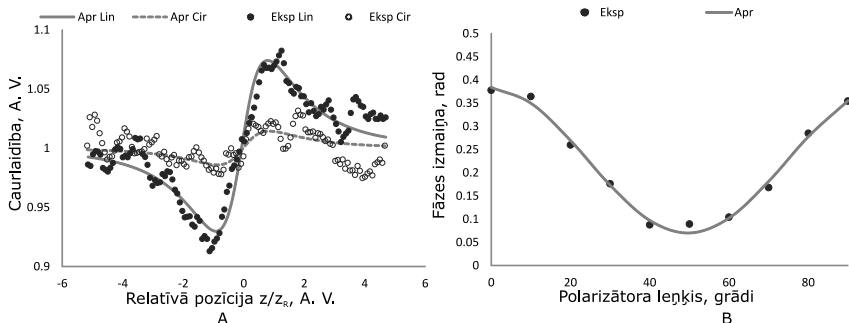 Apr Lin Apr Cir Eksp Lin Eksp Cir
1.1
1.05
1
0.95
0.9
Caurlaidība, A. V.
-6 -4 -2 0 2 4 6
Relatīvā pozīcija z/zR, A. V.
A
Eksp Apr
0.5
0.45
0.4
0.35
0.3
0.25
0.2
0.15
0.1
0.05
0
Fāzes izmaiņa, rad
0 20 40 60 80
Polarizātora leņķis, grādi
B